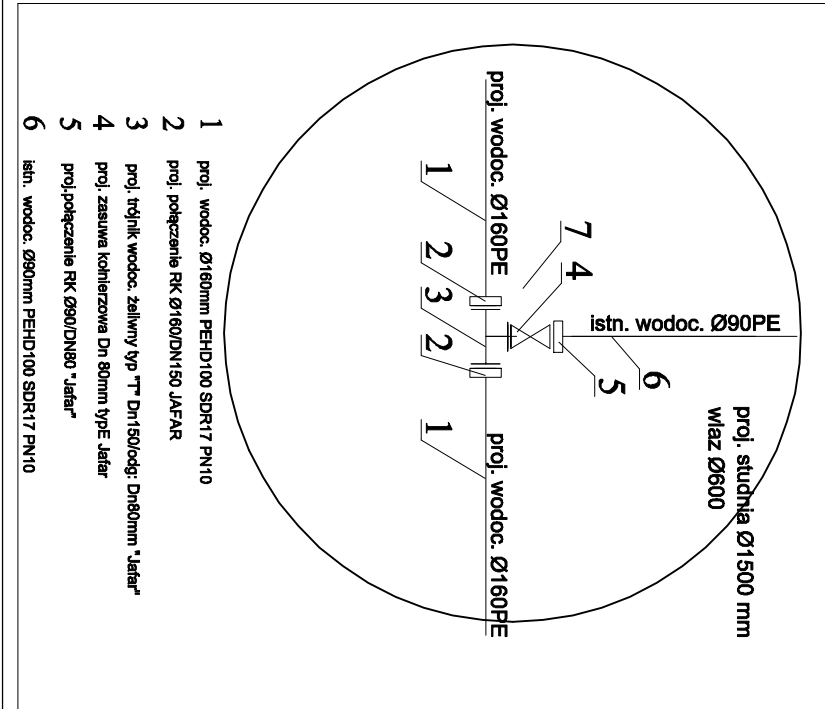 proj. studnia Ø1500 mm
wlaz Ø600
istn. wodoc. Ø90PE
6
5
7
4
proj. wodoc. Ø160PE
proj. wodoc. Ø160PE
1
2
3
2
1
1 proj. wodoc. Ø160mm PEHD100 SDR17 PN10
2 proj. połączenie RK Ø160/DN150 JAFAR
3 proj. trójnik wodoc. żeliwny typ "T" Dn150/odg: Dn80mm "Jafar"
4 proj. zasuwa kołnierzowa Dn 80mm typE Jafar
5 proj.połączenie RK Ø90/DN80 "Jafar"
6 istn. wodoc. Ø90mm PEHD100 SDR17 PN10